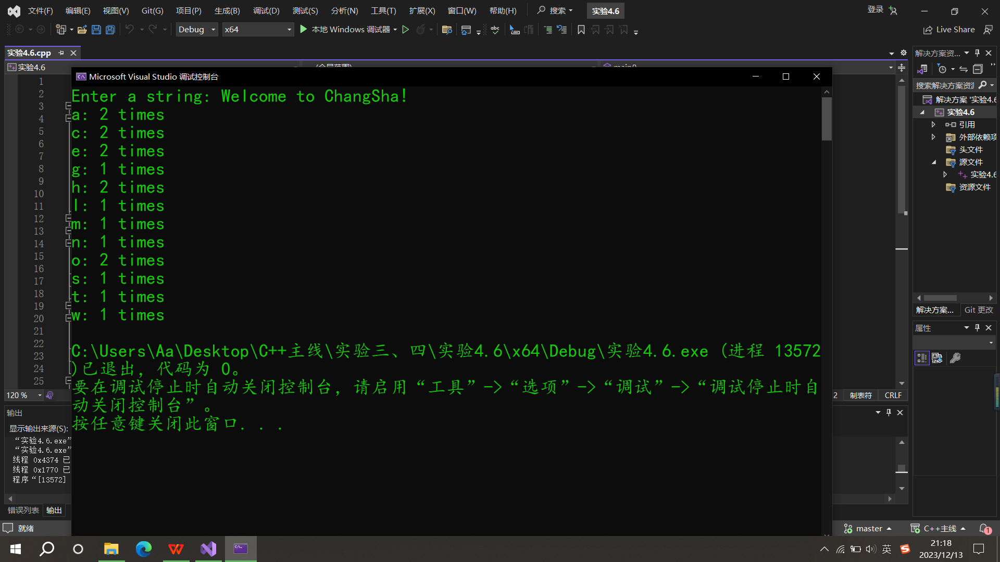 文件(F) 编辑(E) 视图(V) Git(G) 项目(P) 生成(B) 调试(D) 测试(S) 分析(N) 工具(T) 扩展(X) 窗口(W) 帮助(H) 搜索 实验4.6 登录
Debug x64 本地 Windows 调试器 Live Share
实验4.6.cpp
实验4.6
Microsoft Visual Studio 调试控制台
Enter a string: Welcome to ChangSha!
a: 2 times
c: 2 times
e: 2 times
g: 1 times
h: 2 times
l: 1 times
m: 1 times
n: 1 times
o: 2 times
s: 1 times
t: 1 times
w: 1 times
C:\Users\Aa\Desktop\C++主线\实验三、四\实验4.6\x64\Debug\实验4.6.exe (进程 13572
)已退出，代码为 0。
要在调试停止时自动关闭控制台，请启用“工具”->“选项”->“调试”->“调试停止时自
动关闭控制台”。
按任意键关闭此窗口. . .
1
2
3
4
5
6
7
8
9
10
11
12
13
14
15
16
17
18
19
20
21
22
23
24
25
120 %
制表符 CRLF
输出
显示输出来源(S):
“实验4.6.exe”
“实验4.6.exe”
线程 0x4374 已
线程 0x1770 已
程序“[13572]
错误列表 输出
解决方案资...
搜索解决方案资源
解决方案 '实验4.6
实验4.6
引用
外部依赖项
头文件
源文件
实验4.6
资源文件
解决方案... Git 更改
属性
就绪
master C++主线 1
英
21:18
2023/12/13